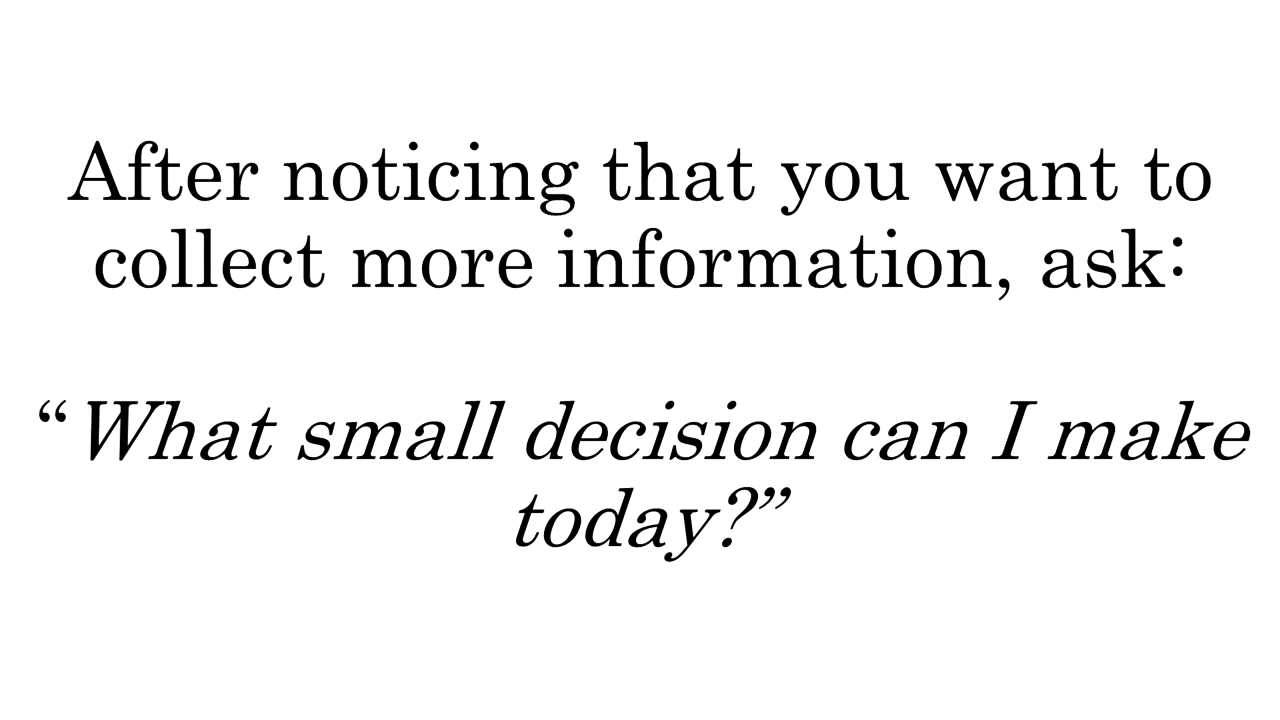 After noticing that you want to
collect more information, ask:
“What small decision can I make
today?”